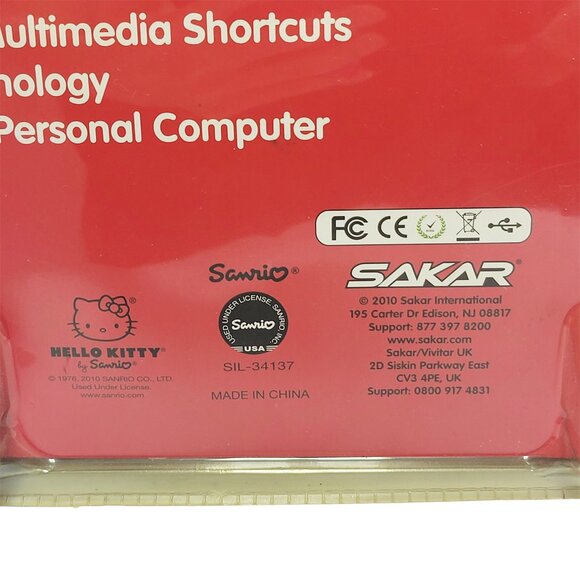 Multimedia Shortcuts
nology
Personal Computer
FC CE
SAKAR®
© 2010 Sakar International
195 Carter Dr Edison, NJ 08817
Support: 877 397 8200
www.sakar.com
Sakar/Vivitar UK
2D Siskin Parkway East
CV3 4PE, UK
Support: 0800 917 4831
Sanrio®
USED UNDER LICENSE. SANRIO, INC.
Sanrio
USA
SIL-34137
MADE IN CHINA
HELLO KITTY
by Sanrio®
© 1976, 2010 SANRIO CO., LTD.
Used Under License.
www.sanrio.com